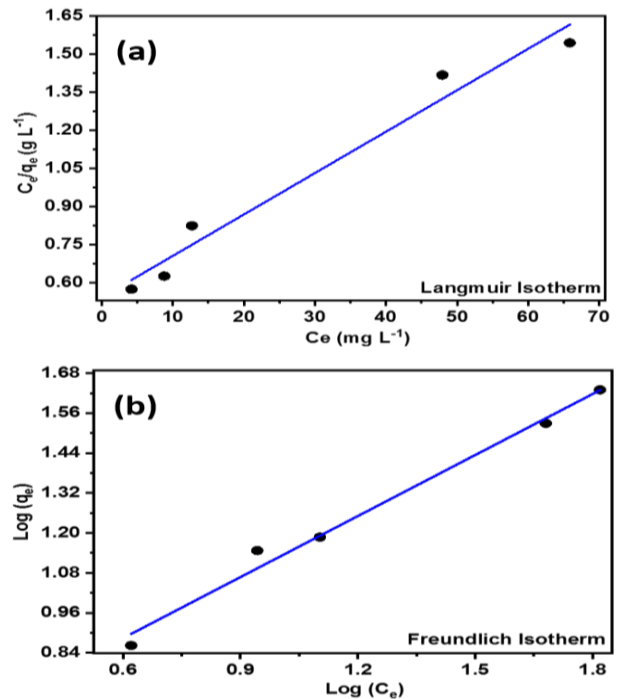 (a)
1.65
1.50
1.35
1.20
1.05
0.90
0.75
0.60
Cₑ/qₑ (g L⁻¹)
0 10 20 30 40 50 60 70
Langmuir Isotherm
Ce (mg L⁻¹)
(b)
1.68
1.56
1.44
1.32
1.20
1.08
0.96
0.84
Log (qₑ)
0.6 0.9 1.2 1.5 1.8
Freundlich Isotherm
Log (Cₑ)